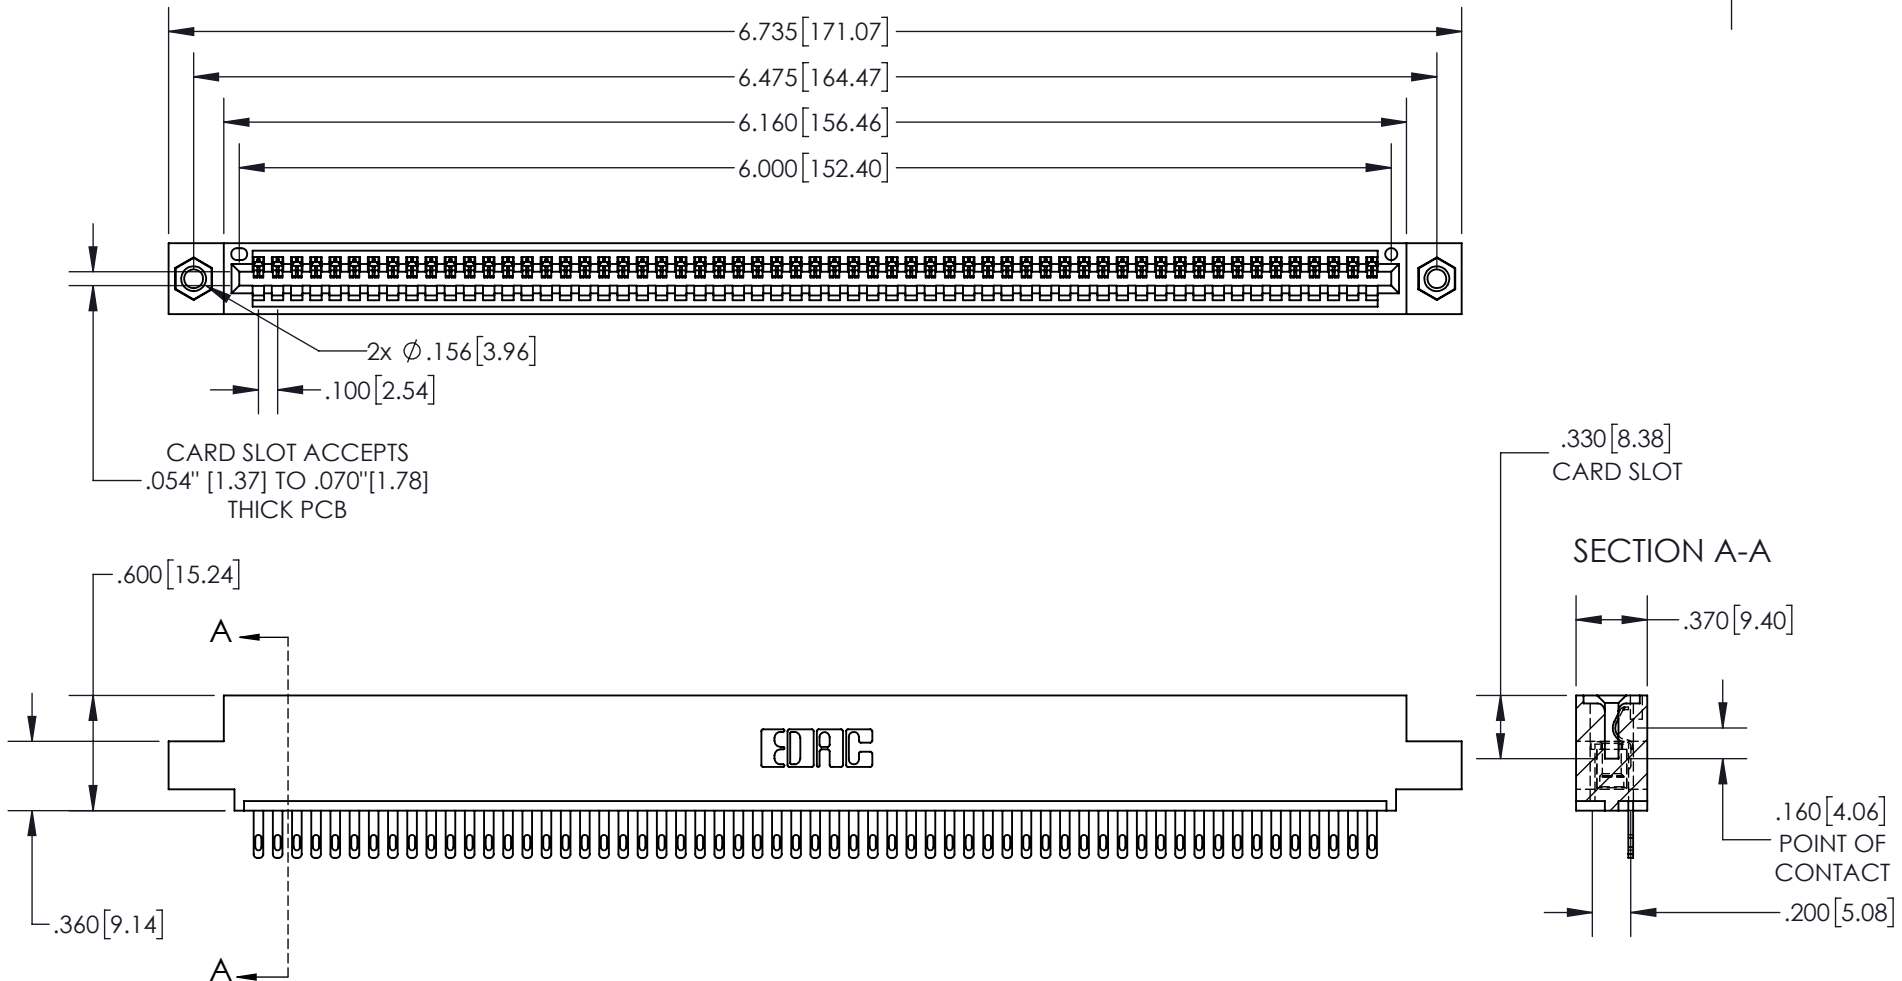 6.735[171.07]
6.475[164.47]
6.160[156.46]
6.000[152.40]
2x ∅.156[3.96]
.100[2.54]
CARD SLOT ACCEPTS
.054" [1.37] TO .070"[1.78]
THICK PCB
.330[8.38]
CARD SLOT
SECTION A-A
.600[15.24]
.370[9.40]
A
EDAC
.160[4.06]
POINT OF
CONTACT
.200[5.08]
.360[9.14]
A